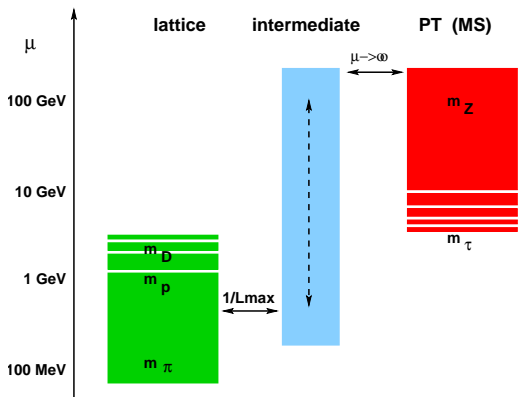 lattice intermediate PT (MS)
μ
μ−>∞
100 GeV
m Z
10 GeV
m τ
m D
1 GeV
m p
1/Lmax
100 MeV
m π